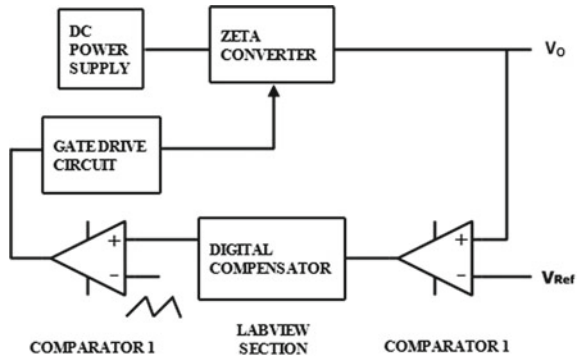 DC
POWER
SUPPLY
ZETA
CONVERTER
Vo
GATE DRIVE
CIRCUIT
+
−
DIGITAL
COMPENSATOR
+
−
VRef
COMPARATOR 1
LABVIEW
SECTION
COMPARATOR 1